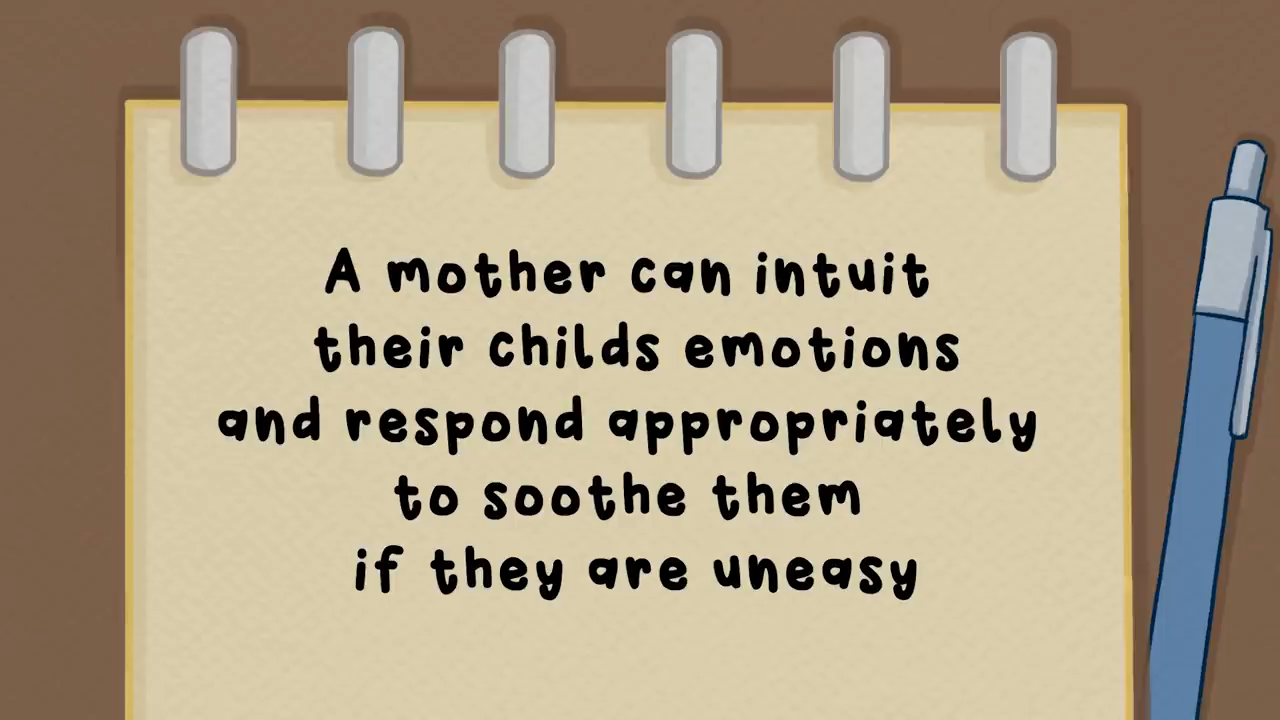 A mother can intuit
their childs emotions
and respond appropriately
to soothe them
if they are uneasy